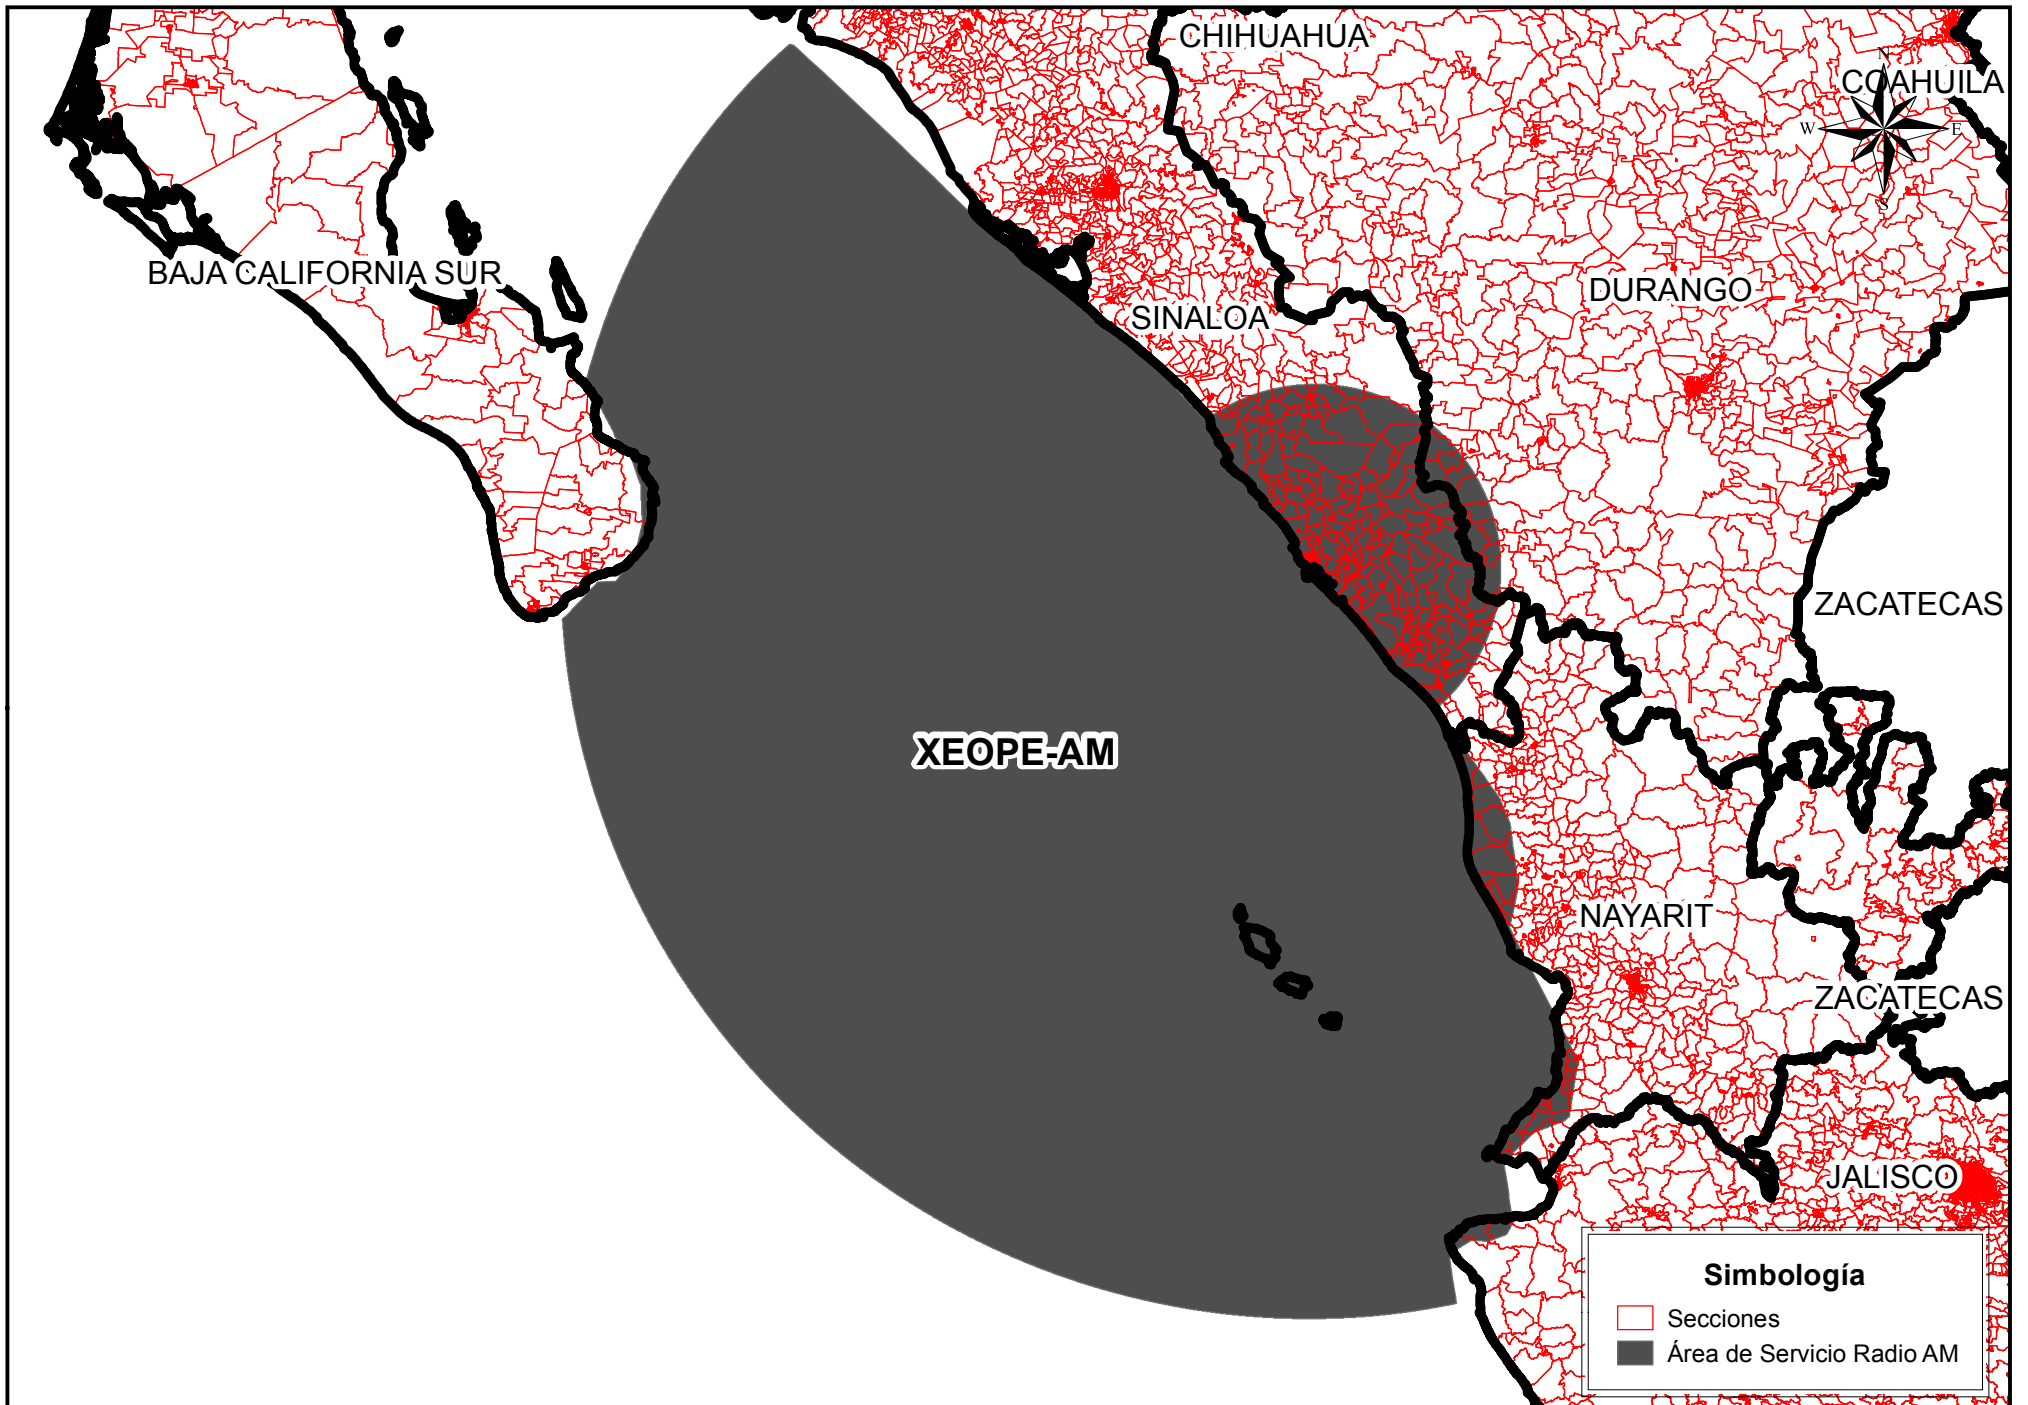 CHIHUAHUA
N
COAHUILA
W
E
S
BAJA CALIFORNIA SUR
DURANGO
SINALOA
ZACATECAS
XEOPE-AM
NAYARIT
ZACATECAS
JALISCO
Simbología
Secciones
Área de Servicio Radio AM